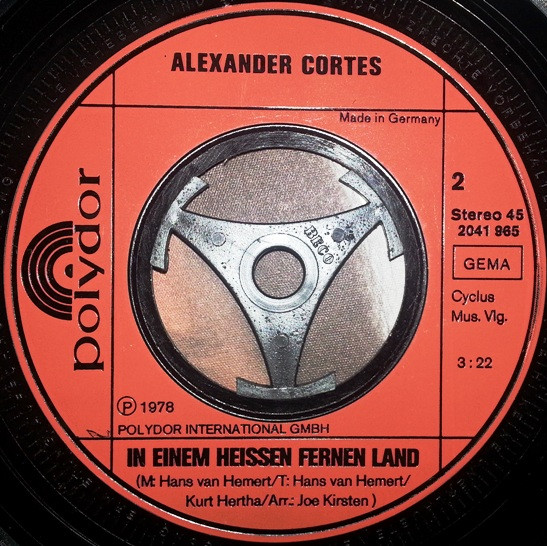 ALEXANDER CORTES
Made in Germany
2
Stereo 45
2041 965
GEMA
Cyclus
Mus. Vlg.
3:22
polydor
BECO
Ⓟ 1978
POLYDOR INTERNATIONAL GMBH
IN EINEM HEISSEN FERNEN LAND
(M: Hans van Hemert/T: Hans van Hemert/
Kurt Hertha/Arr.: Joe Kirsten)